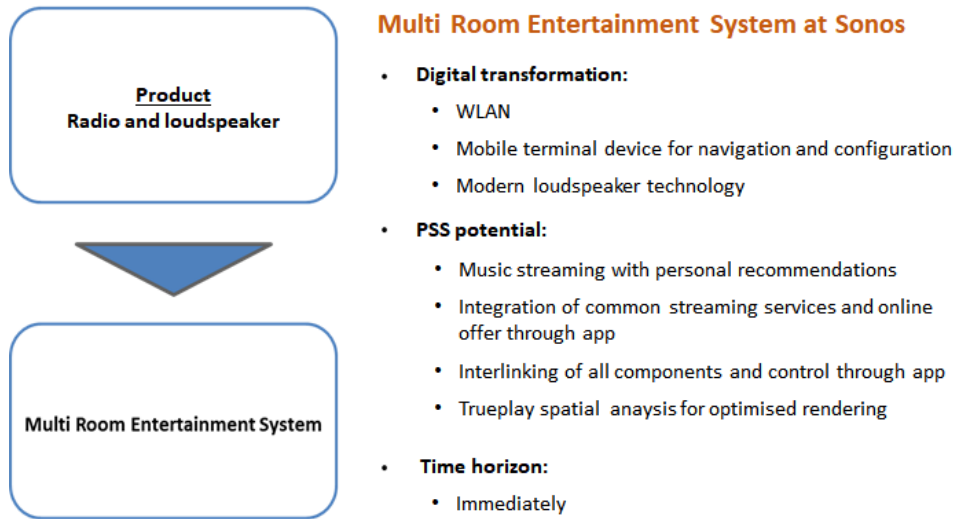 Product
Radio and loudspeaker
Multi Room Entertainment System
Multi Room Entertainment System at Sonos
• Digital transformation:
• WLAN
• Mobile terminal device for navigation and configuration
• Modern loudspeaker technology
• PSS potential:
• Music streaming with personal recommendations
• Integration of common streaming services and online
offer through app
• Interlinking of all components and control through app
• Trueplay spatial anaysis for optimised rendering
• Time horizon:
• Immediately